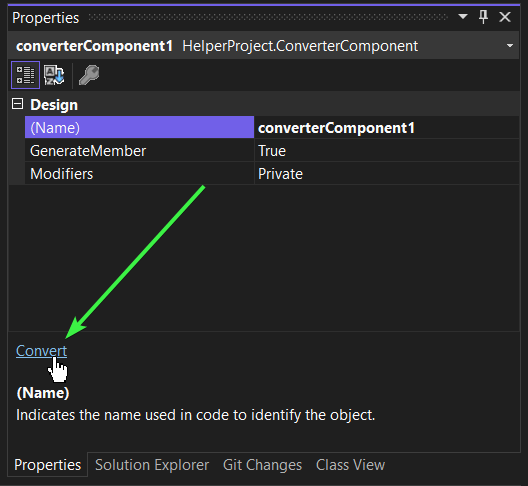 Properties
converterComponent1 HelperProject.ConverterComponent
Design
(Name) converterComponent1
GenerateMember True
Modifiers Private
Convert
(Name)
Indicates the name used in code to identify the object.
Properties Solution Explorer Git Changes Class View